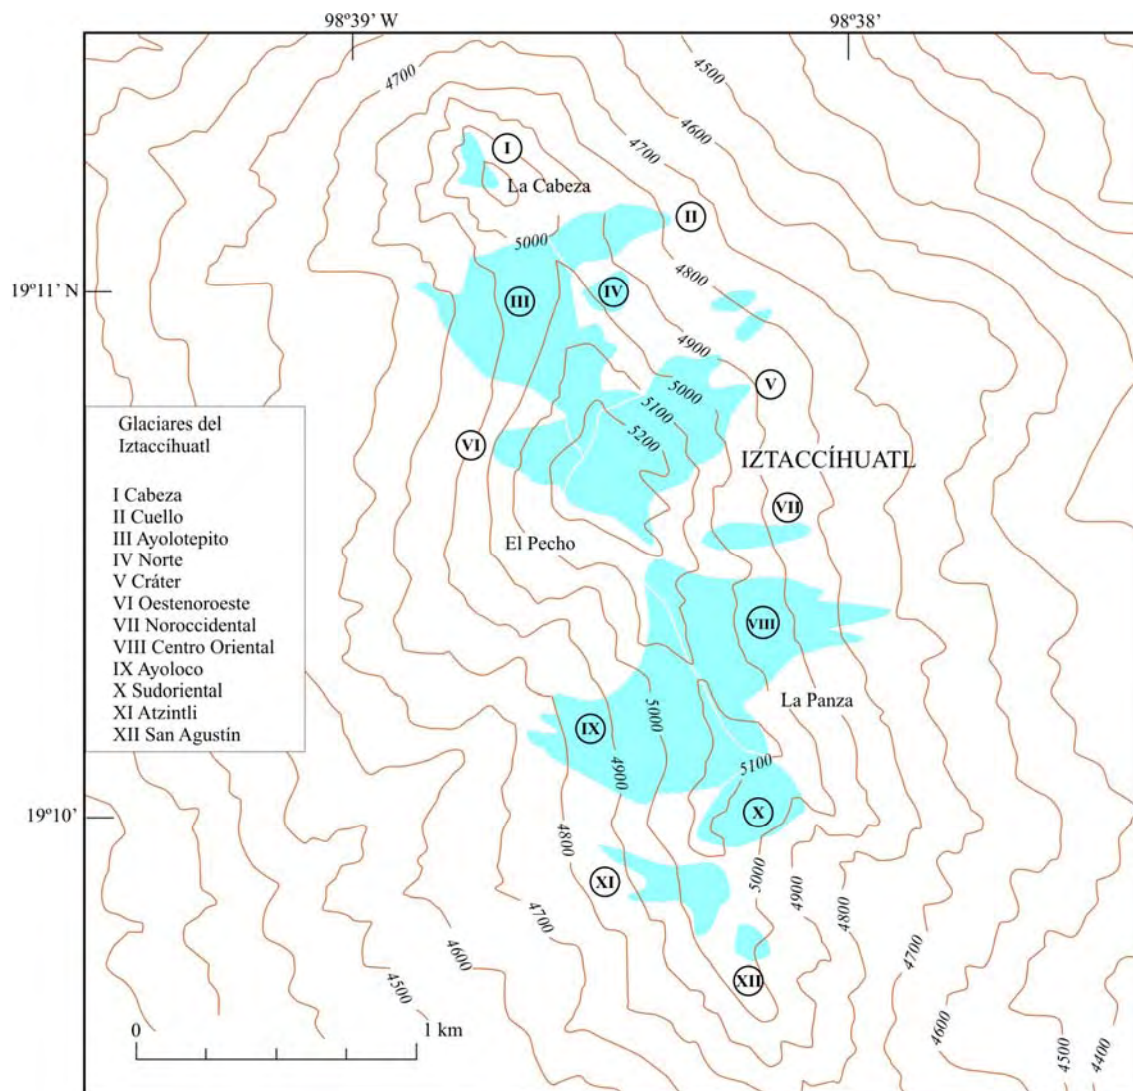 98º39’ W
98º38’
4700
4500
4600
4700
I
La Cabeza
II
5000
4800
19º11’ N
III
IV
4900
V
5000
5100
5200
Glaciares del
Iztaccíhuatl
VI
IZTACCÍHUATL
I Cabeza
II Cuello
III Ayolotepito
IV Norte
V Cráter
VI Oestenoroeste
VII Noroccidental
VIII Centro Oriental
IX Ayoloco
X Sudoriental
XI Atzintli
XII San Agustín
VII
El Pecho
VIII
La Panza
5000
IX
4900
5100
19º10’
X
4800
XI
5000
4900
4800
4700
4700
4600
XII
4500
4600
4500
4400
0
1 km